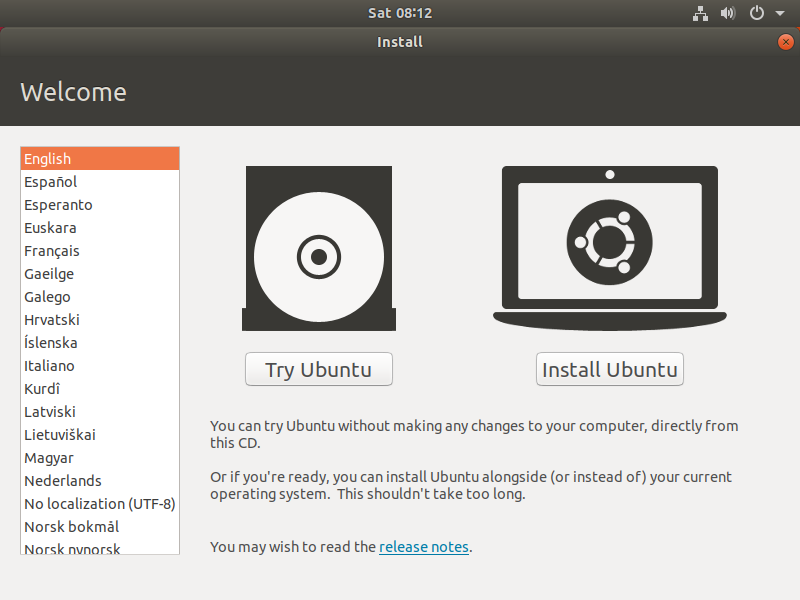 Sat 08:12
Install
Welcome
English
Español
Esperanto
Euskara
Français
Gaeilge
Galego
Hrvatski
Íslenska
Italiano
Kurdî
Latviski
Lietuviškai
Magyar
Nederlands
No localization (UTF-8)
Norsk bokmål
Norsk nynorsk
Try Ubuntu
Install Ubuntu
You can try Ubuntu without making any changes to your computer, directly from
this CD.
Or if you're ready, you can install Ubuntu alongside (or instead of) your current
operating system.  This shouldn't take too long.
You may wish to read the release notes.